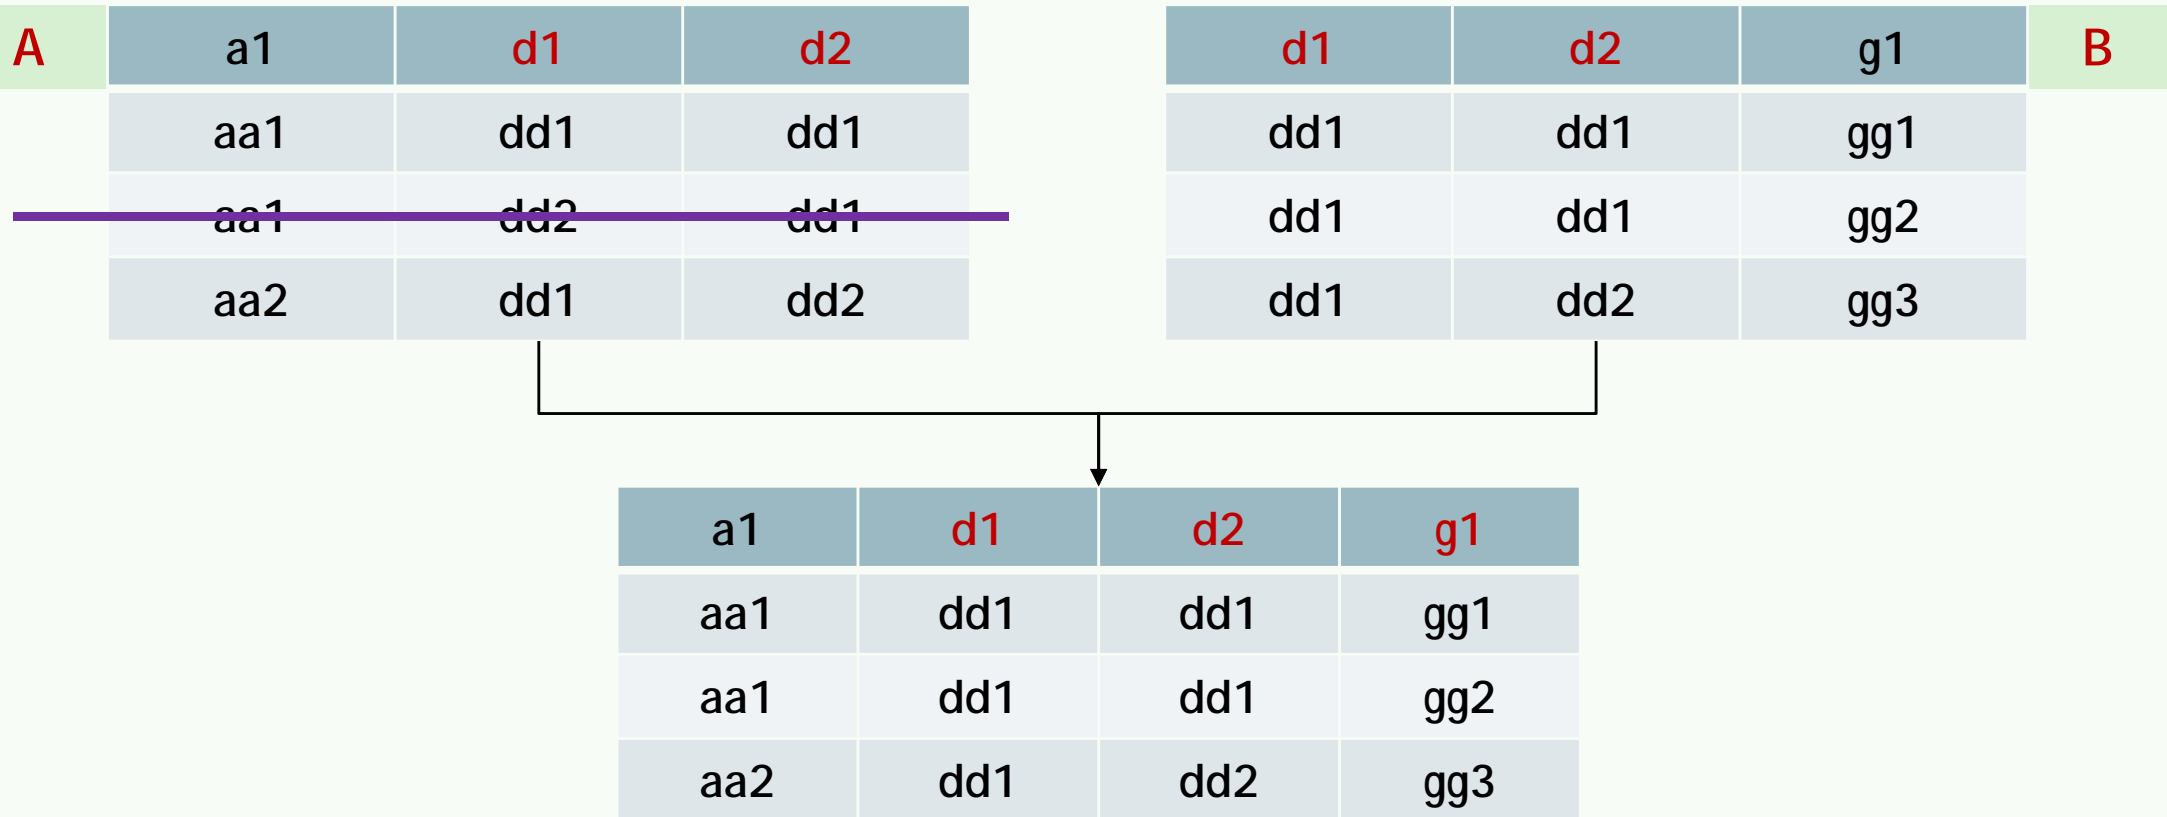 A a1 d1 d2 d1 d2 g1 B
aa1 dd1 dd1 dd1 dd1 gg1
aa1 dd2 dd1 dd1 dd1 gg2
aa2 dd1 dd2 dd1 dd2 gg3
a1 d1 d2 g1
aa1 dd1 dd1 gg1
aa1 dd1 dd1 gg2
aa2 dd1 dd2 gg3